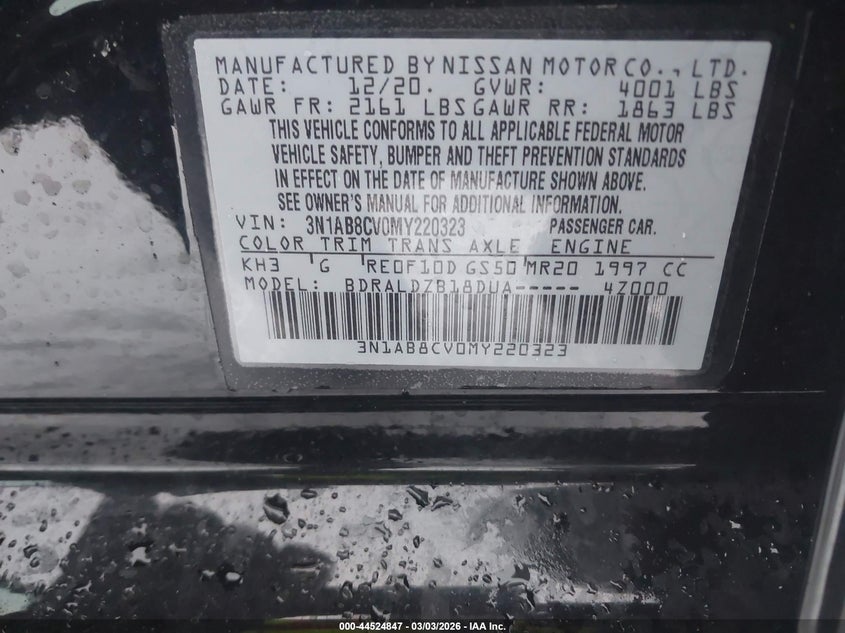 MANUFACTURED BY NISSAN MOTOR CO., LTD.
DATE: 12/20. GVWR: 4001 LBS
GAWR FR: 2161 LBS GAWR RR: 1863 LBS
THIS VEHICLE CONFORMS TO ALL APPLICABLE FEDERAL MOTOR
VEHICLE SAFETY, BUMPER AND THEFT PREVENTION STANDARDS
IN EFFECT ON THE DATE OF MANUFACTURE SHOWN ABOVE.
SEE OWNER'S MANUAL FOR ADDITIONAL INFORMATION.
VIN: 3N1AB8CV0MY220323 PASSENGER CAR.
COLOR TRIM TRANS AXLE ENGINE
KH3 G RE0F10D GS50 MR20 1997 CC
MODEL: BDRALDZB18DUA----- 4Z000
3N1AB8CV0MY220323
000-44524847 - 03/03/2026 - IAA Inc.